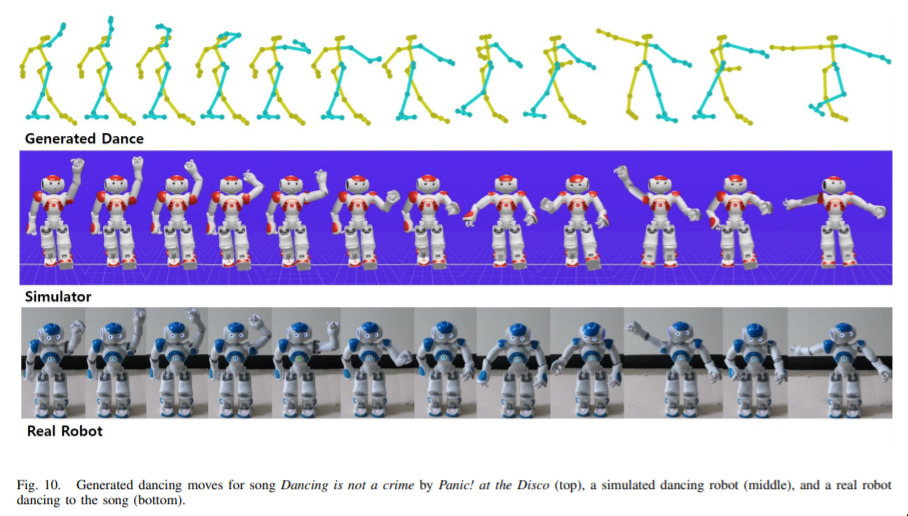 Generated Dance
Simulator
Real Robot
Fig. 10. Generated dancing moves for song Dancing is not a crime by Panic! at the Disco (top), a simulated dancing robot (middle), and a real robot
dancing to the song (bottom).